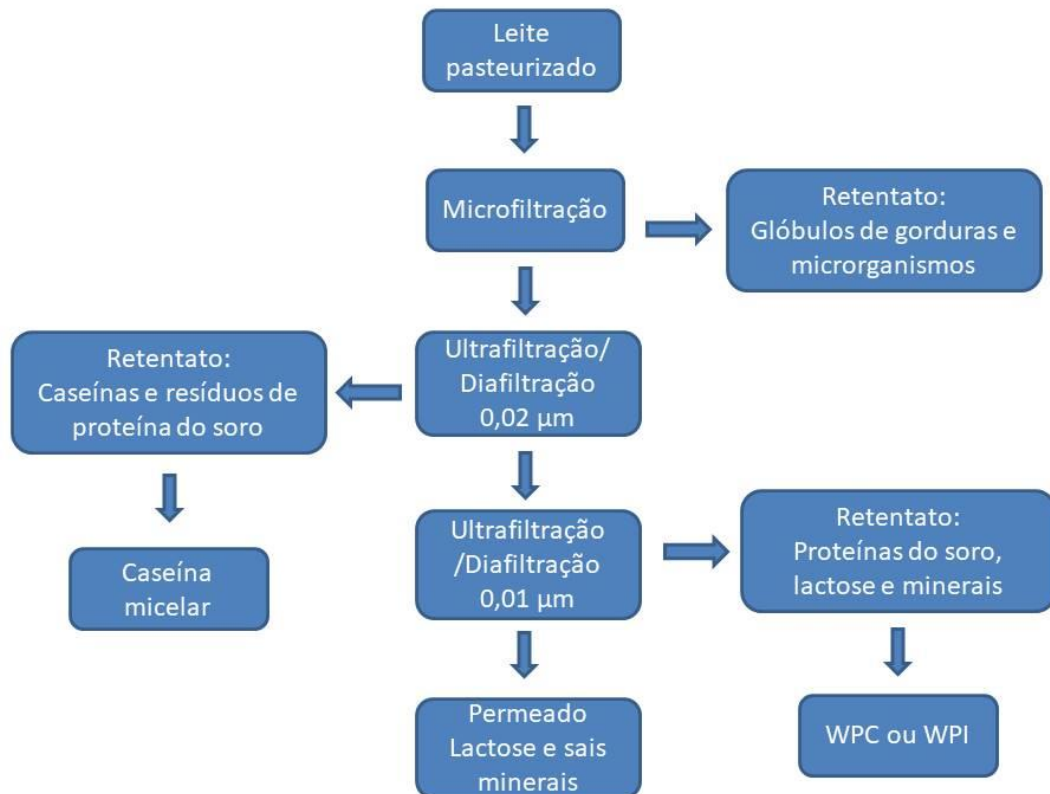 Leite
pasteurizado
Microfiltração
Retentato:
Glóbulos de gorduras e
microrganismos
Ultrafiltração/
Diafiltração
0,02 µm
Retentato:
Caseínas e resíduos de
proteína do soro
Caseína
micelar
Ultrafiltração
/Diafiltração
0,01 µm
Retentato:
Proteínas do soro,
lactose e minerais
Permeado
Lactose e sais
minerais
WPC ou WPI